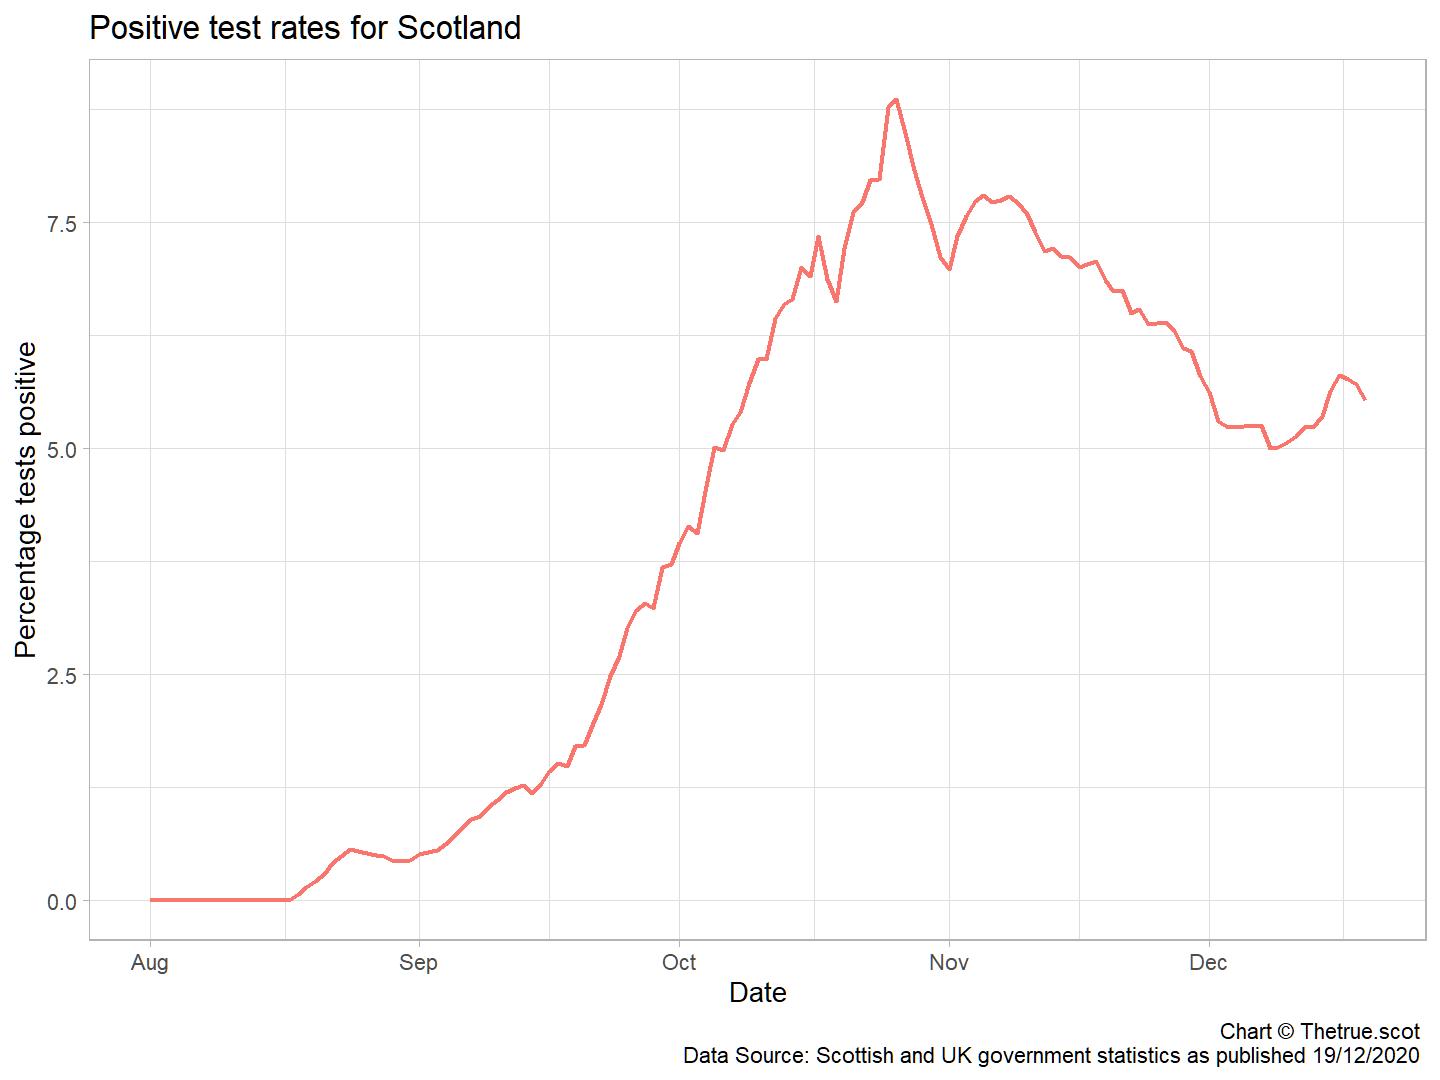 Positive test rates for Scotland
Percentage tests positive
7.5
5.0
2.5
0.0
Aug Sep Oct Nov Dec
Date
Chart © Thetrue.scot
Data Source: Scottish and UK government statistics as published 19/12/2020